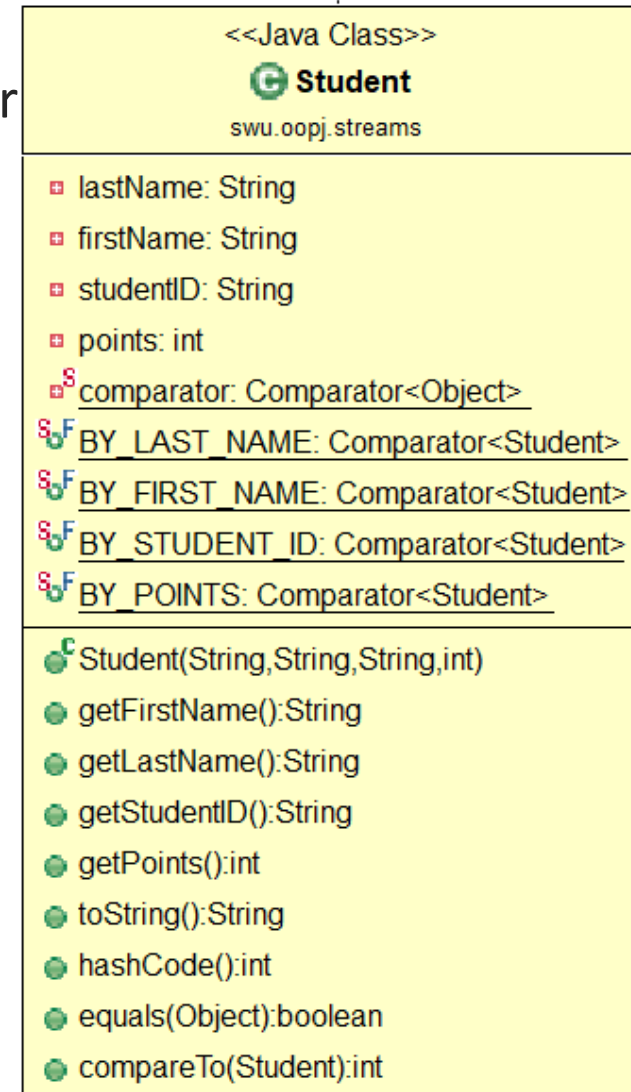 <<Java Class>>
C Student
r
swu.oopj.streams
lastName: String
firstName: String
studentID: String
points: int
S comparator: Comparator<Object>
S F BY_LAST_NAME: Comparator<Student>
S F BY_FIRST_NAME: Comparator<Student>
S F BY_STUDENT_ID: Comparator<Student>
S F BY_POINTS: Comparator<Student>
C Student(String,String,String,int)
getFirstName():String
getLastName():String
getStudentID():String
getPoints():int
toString():String
hashCode():int
equals(Object):boolean
compareTo(Student):int